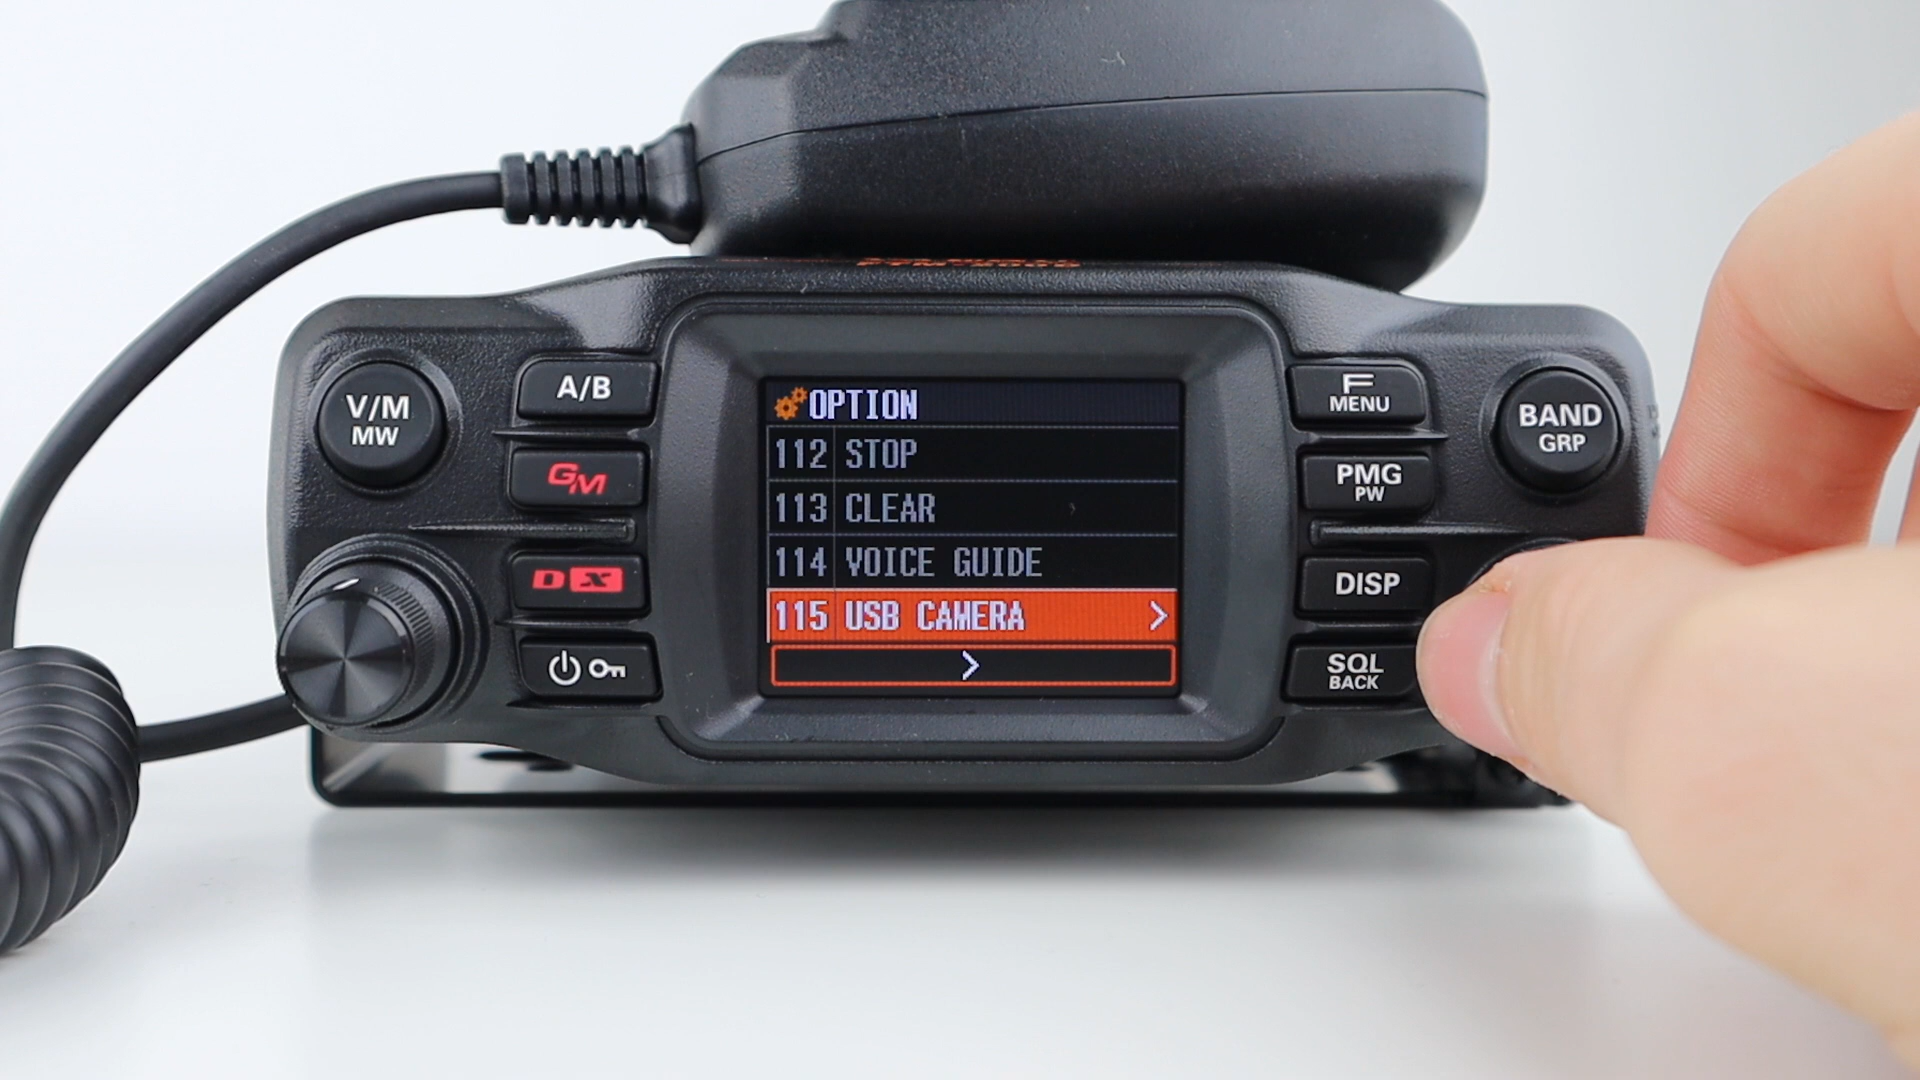 V/M
MW
A/B
GM
DX
OPTION
112 STOP
113 CLEAR
114 VOICE GUIDE
115 USB CAMERA >
>
F
MENU
PMG
PW
DISP
SQL
BACK
BAND
GRP